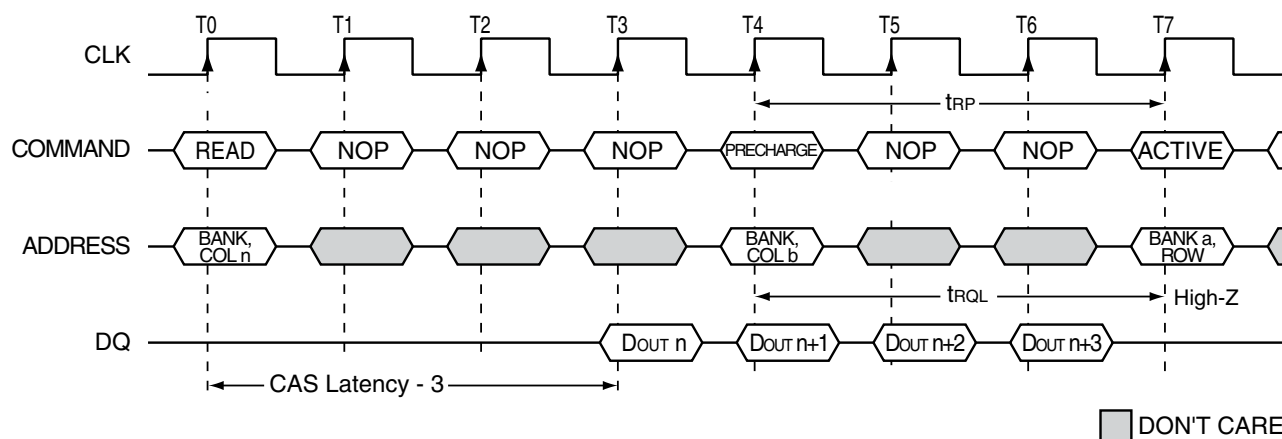 T0 T1 T2 T3 T4 T5 T6 T7
CLK
tRP
COMMAND READ NOP NOP NOP PRECHARGE NOP NOP ACTIVE
ADDRESS BANK, COL n BANK, COL b BANK a, ROW
tRQL High-Z
DQ DOUT n DOUT n+1 DOUT n+2 DOUT n+3
CAS Latency - 3
DON'T CARE